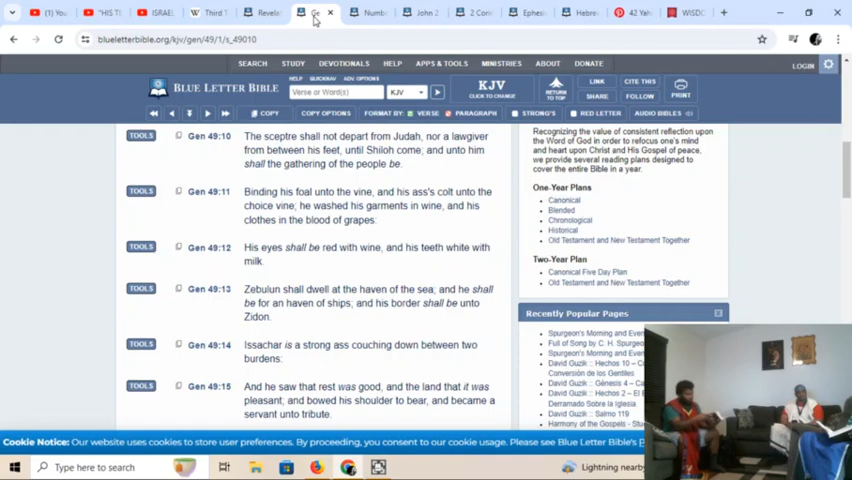 (1) You
"HIS TI
ISRAEL
Third T
Revela
Ge
Numbe
John 2
2 Cori
Ephes
Hebre
42 Yah
WISDO
blueletterbible.org/kjv/gen/49/1/s_49010
SEARCH STUDY DEVOTIONALS HELP APPS & TOOLS MINISTRIES ABOUT DONATE
LOGIN
BLUE LETTER BIBLE
HELP QUICKNAV ADV. OPTIONS
Verse or Word(s)
KJV
KJV
CLICK TO CHANGE
RETURN TO TOP
LINK
CITE THIS
SHARE
FOLLOW
PRINT
COPY COPY OPTIONS FORMAT BY: VERSE PARAGRAPH STRONG'S RED LETTER AUDIO BIBLES
TOOLS Gen 49:10 The sceptre shall not depart from Judah, nor a lawgiver
from between his feet, until Shiloh come; and unto him
shall the gathering of the people be.
TOOLS Gen 49:11 Binding his foal unto the vine, and his ass's colt unto the
choice vine; he washed his garments in wine, and his
clothes in the blood of grapes:
TOOLS Gen 49:12 His eyes shall be red with wine, and his teeth white with
milk.
TOOLS Gen 49:13 Zebulun shall dwell at the haven of the sea; and he shall
be for an haven of ships; and his border shall be unto
Zidon.
TOOLS Gen 49:14 Issachar is a strong ass couching down between two
burdens:
TOOLS Gen 49:15 And he saw that rest was good, and the land that it was
pleasant; and bowed his shoulder to bear, and became a
servant unto tribute.
Recognizing the value of consistent reflection upon
the Word of God in order to refocus one's mind
and heart upon Christ and His Gospel of peace,
we provide several reading plans designed to
cover the entire Bible in a year.
One-Year Plans
Canonical
Blended
Chronological
Historical
Old Testament and New Testament Together
Two-Year Plan
Canonical Five Day Plan
Old Testament and New Testament Together
Recently Popular Pages
Spurgeon's Morning and Even
Full of Song by C. H. Spurgeo
Spurgeon's Morning and Even
David Guzik :: Hechos 10 – C
Conversión de los Gentiles
David Guzik :: Génesis 4 – Ca
David Guzik :: Hechos 2 – El E
Derramado Sobre la Iglesia
David Guzik :: Salmo 119
Harmony of the Gospels - Stu
Cookie Notice: Our website uses cookies to store user preferences. By proceeding, you consent to our cookie usage. Please see Blue Letter Bible's
Type here to search
Lightning nearby